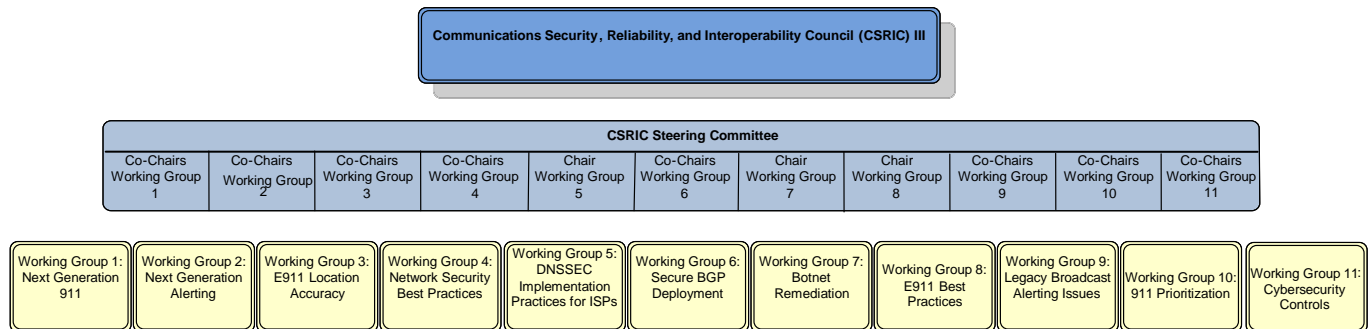 Communications Security, Reliability, and Interoperability Council (CSRIC) III
CSRIC Steering Committee
Co-Chairs
Working Group
1
Co-Chairs
Working Group
2
Co-Chairs
Working Group
3
Co-Chairs
Working Group
4
Chair
Working Group
5
Co-Chairs
Working Group
6
Chair
Working Group
7
Chair
Working Group
8
Co-Chairs
Working Group
9
Co-Chairs
Working Group
10
Co-Chairs
Working Group
11
Working Group 1:
Next Generation
911
Working Group 2:
Next Generation
Alerting
Working Group 3:
E911 Location
Accuracy
Working Group 4:
Network Security
Best Practices
Working Group 5:
DNSSEC
Implementation
Practices for ISPs
Working Group 6:
Secure BGP
Deployment
Working Group 7:
Botnet
Remediation
Working Group 8:
E911 Best
Practices
Working Group 9:
Legacy Broadcast
Alerting Issues
Working Group 10:
911 Prioritization
Working Group 11:
Cybersecurity
Controls